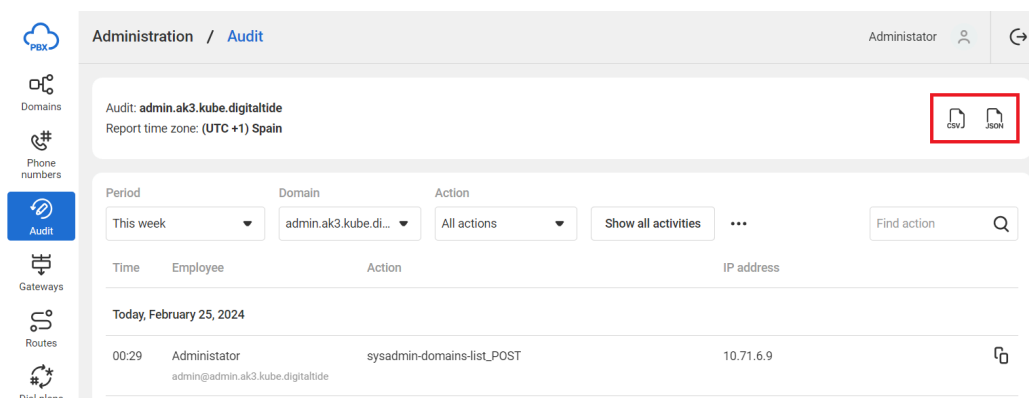 PBX
Administration / Audit
Administator
Domains
Phone
numbers
Audit
Gateways
Routes
Dial plans
Audit: admin.ak3.kube.digitaltide
Report time zone: (UTC +1) Spain
CSV
JSON
Period
Domain
Action
This week
admin.ak3.kube.di...
All actions
Show all activities
•••
Find action
Time
Employee
Action
IP address
Today, February 25, 2024
00:29
Administator
sysadmin-domains-list_POST
10.71.6.9
admin@admin.ak3.kube.digitaltide